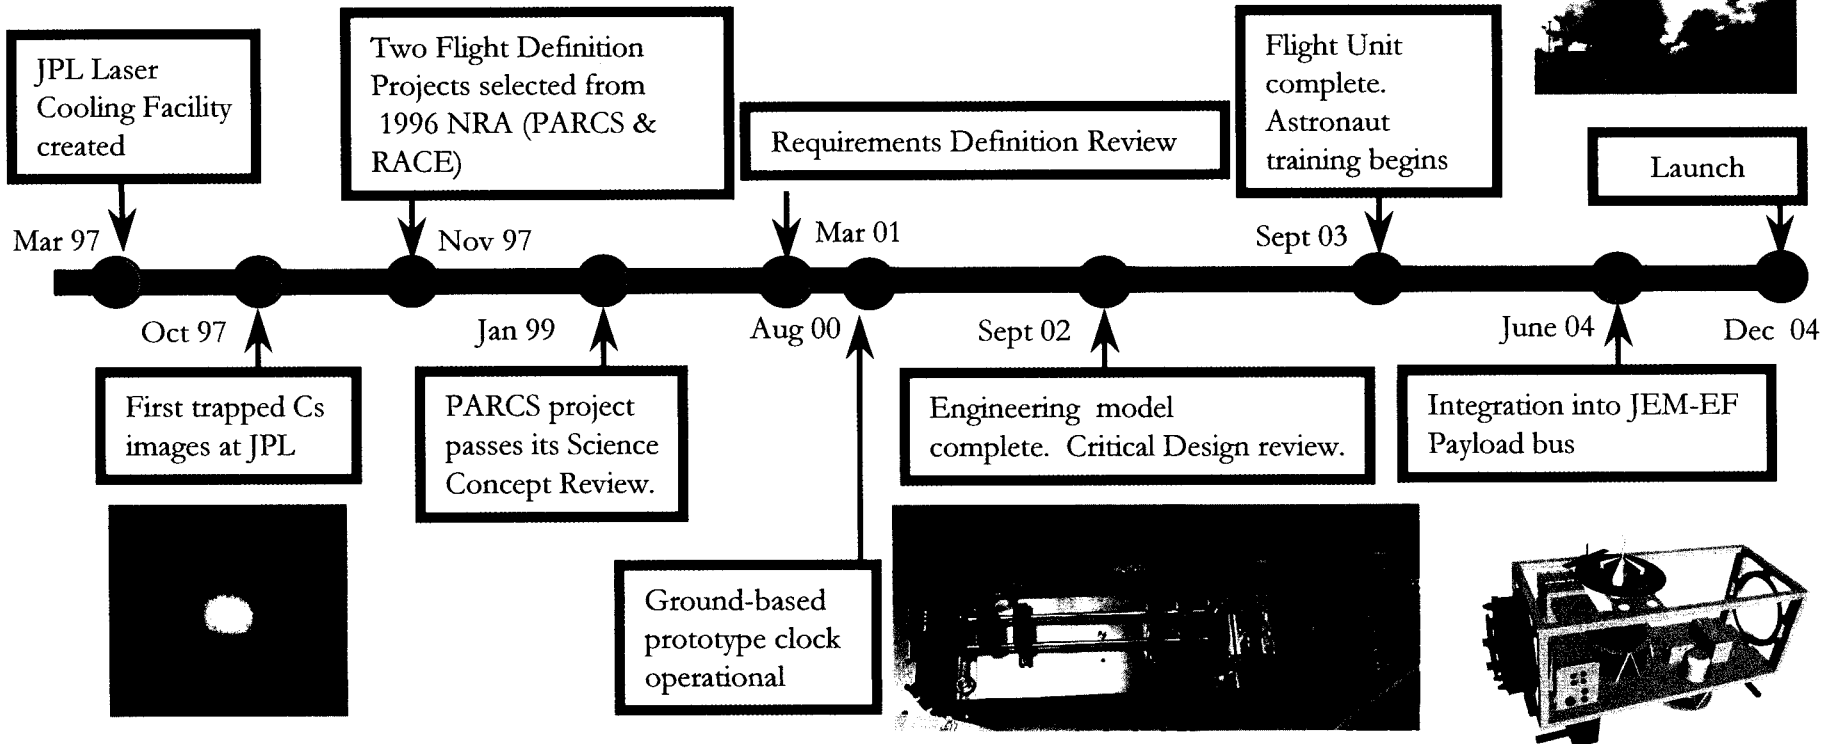 JPL Laser
Cooling Facility
created
Two Flight Definition
Projects selected from
1996 NRA (PARCS &
RACE)
Requirements Definition Review
Flight Unit
complete.
Astronaut
training begins
Launch
Mar 97
Nov 97
Mar 01
Sept 03
Oct 97
Jan 99
Aug 00
Sept 02
June 04
Dec 04
First trapped Cs
images at JPL
PARCS project
passes its Science
Concept Review.
Ground-based
prototype clock
operational
Engineering model
complete. Critical Design review.
Integration into JEM-EF
Payload bus